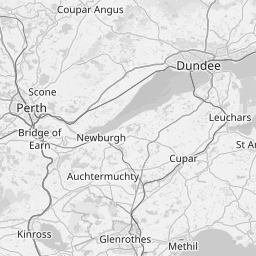 Coupar Angus
Dundee
Scone
Perth
Leuchars
Bridge of
Earn
Newburgh
St A
Cupar
Auchtermuchty
Kinross
Glenrothes
Methil